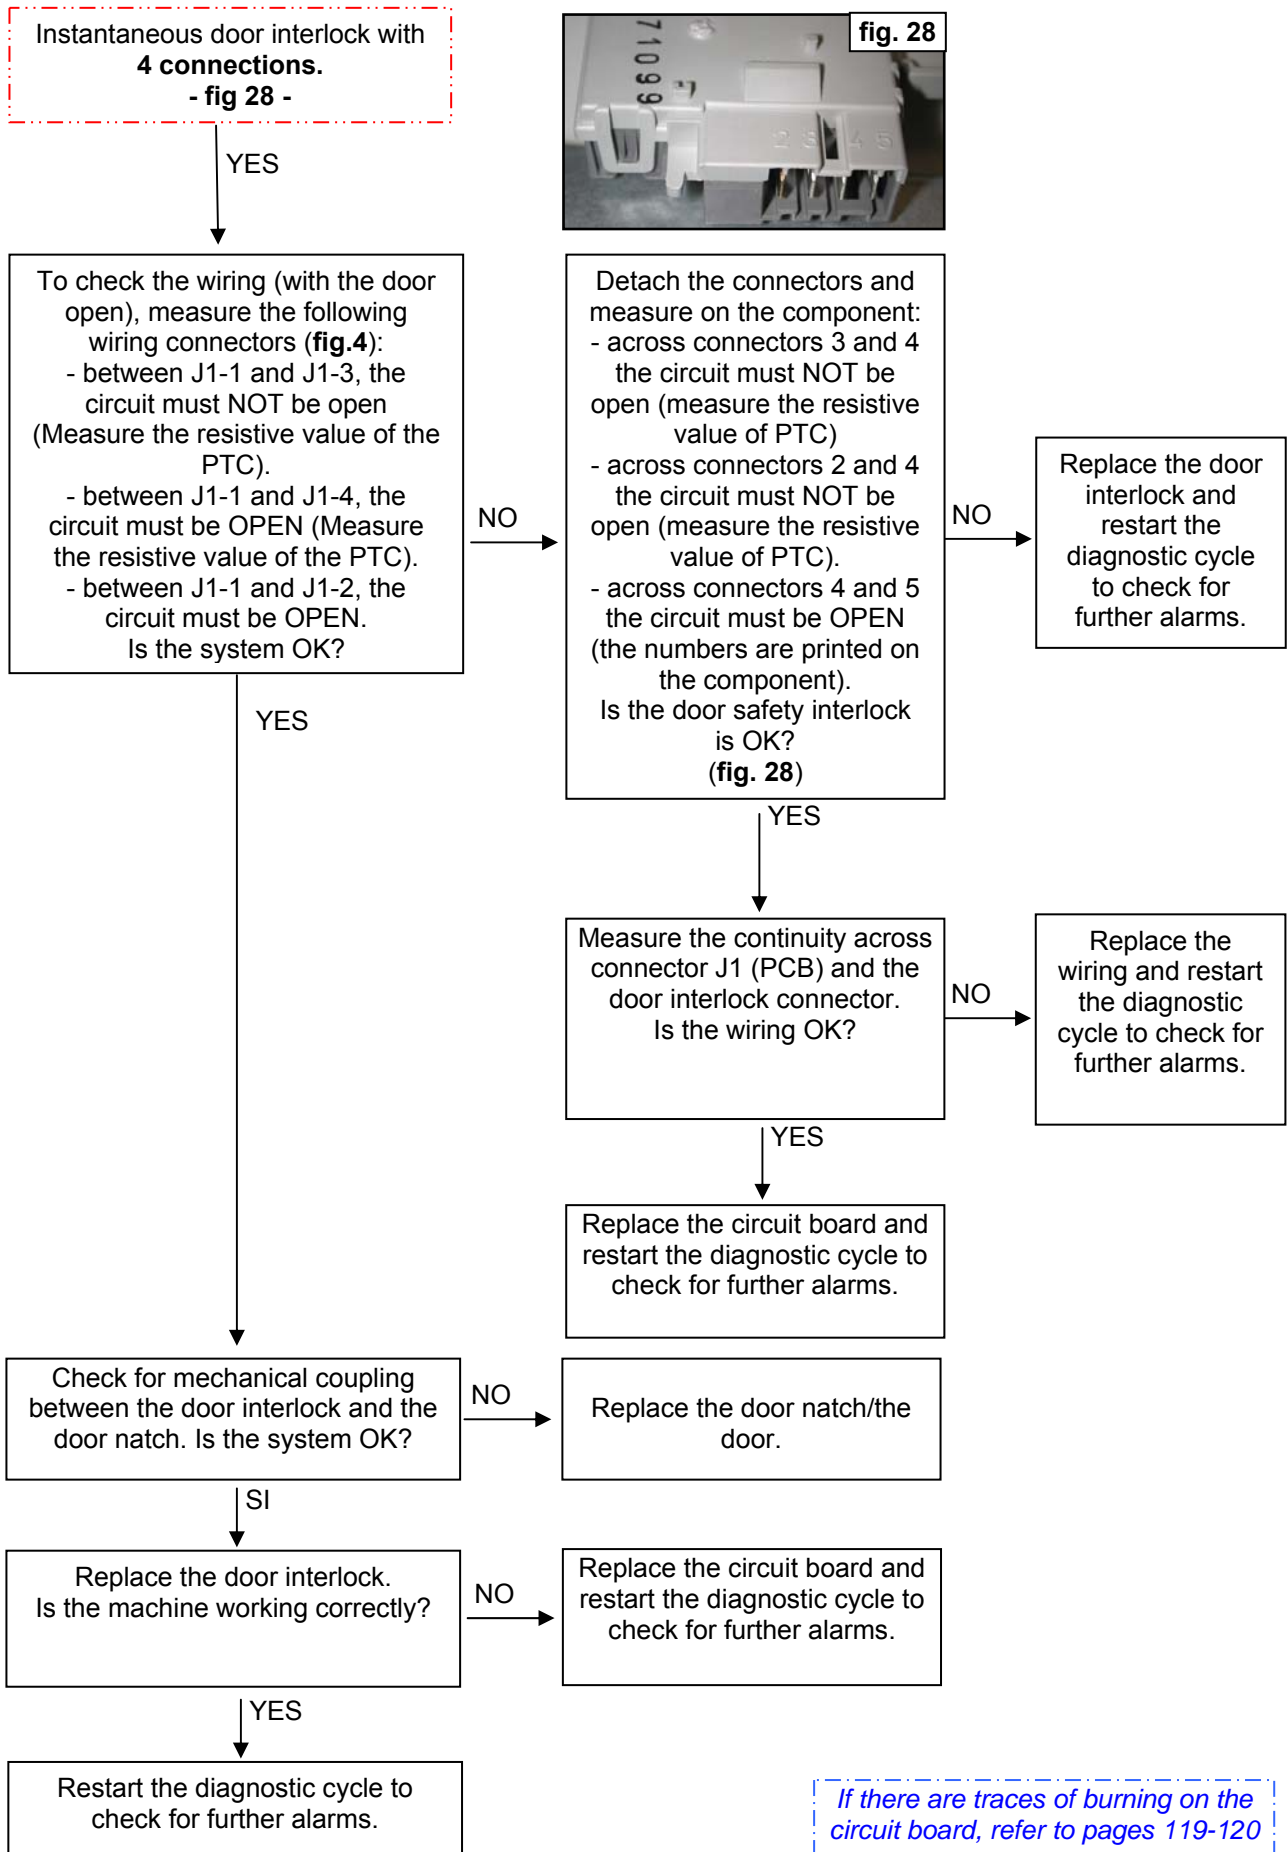 Instantaneous door interlock with
4 connections.
- fig 28 -
fig. 28
71099
2 3 4 5
YES
To check the wiring (with the door
open), measure the following
wiring connectors (fig.4):
- between J1-1 and J1-3, the
circuit must NOT be open
(Measure the resistive value of the
PTC).
- between J1-1 and J1-4, the
circuit must be OPEN (Measure
the resistive value of the PTC).
- between J1-1 and J1-2, the
circuit must be OPEN.
Is the system OK?
NO
Detach the connectors and
measure on the component:
- across connectors 3 and 4
the circuit must NOT be
open (measure the resistive
value of PTC)
- across connectors 2 and 4
the circuit must NOT be
open (measure the resistive
value of PTC).
- across connectors 4 and 5
the circuit must be OPEN
(the numbers are printed on
the component).
Is the door safety interlock
is OK?
(fig. 28)
NO
Replace the door
interlock and
restart the
diagnostic cycle
to check for
further alarms.
YES
YES
Measure the continuity across
connector J1 (PCB) and the
door interlock connector.
Is the wiring OK?
NO
Replace the
wiring and restart
the diagnostic
cycle to check for
further alarms.
YES
Replace the circuit board and
restart the diagnostic cycle to
check for further alarms.
Check for mechanical coupling
between the door interlock and the
door natch. Is the system OK?
NO
Replace the door natch/the
door.
SI
Replace the door interlock.
Is the machine working correctly?
NO
Replace the circuit board and
restart the diagnostic cycle to
check for further alarms.
YES
Restart the diagnostic cycle to
check for further alarms.
If there are traces of burning on the
circuit board, refer to pages 119-120